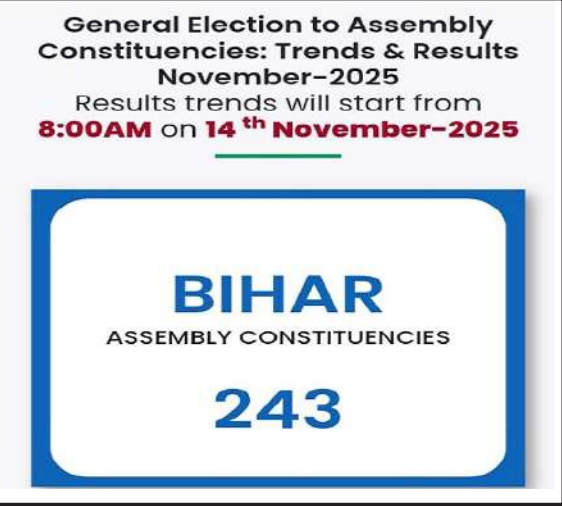 General Election to Assembly
Constituencies: Trends & Results
November-2025
Results trends will start from
8:00AM on 14 th November-2025
BIHAR
ASSEMBLY CONSTITUENCIES
243